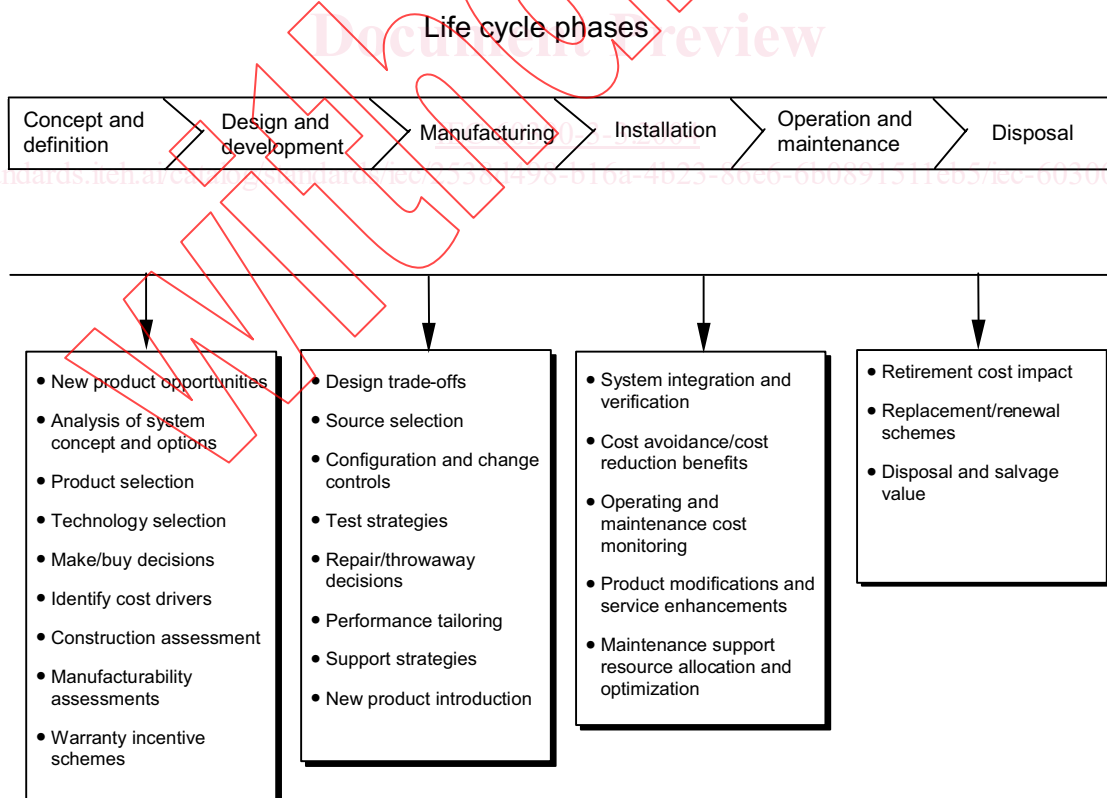 Document Preview
Life cycle phases
Concept and
definition
Design and
development
Manufacturing
Installation
Operation and
maintenance
Disposal
• New product opportunities
• Analysis of system
concept and options
• Product selection
• Technology selection
• Make/buy decisions
• Identify cost drivers
• Construction assessment
• Manufacturability
assessments
• Warranty incentive
schemes
• Design trade-offs
• Source selection
• Configuration and change
controls
• Test strategies
• Repair/throwaway
decisions
• Performance tailoring
• Support strategies
• New product introduction
• System integration and
verification
• Cost avoidance/cost
reduction benefits
• Operating and
maintenance cost
monitoring
• Product modifications and
service enhancements
• Maintenance support
resource allocation and
optimization
• Retirement cost impact
• Replacement/renewal
schemes
• Disposal and salvage
value